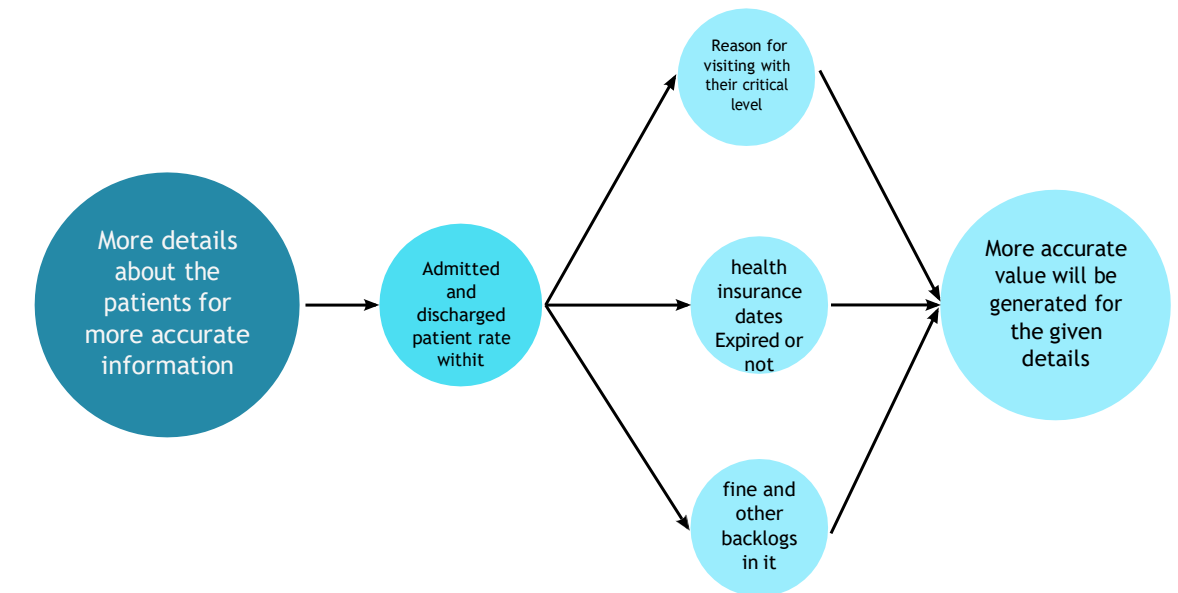 More details
about the
patients for
more accurate
information
Admitted
and
discharged
patient rate
withit
Reason for
visiting with
their critical
level
health
insurance
dates
Expired or
not
fine and
other
backlogs
in it
More accurate
value will be
generated for
the given
details